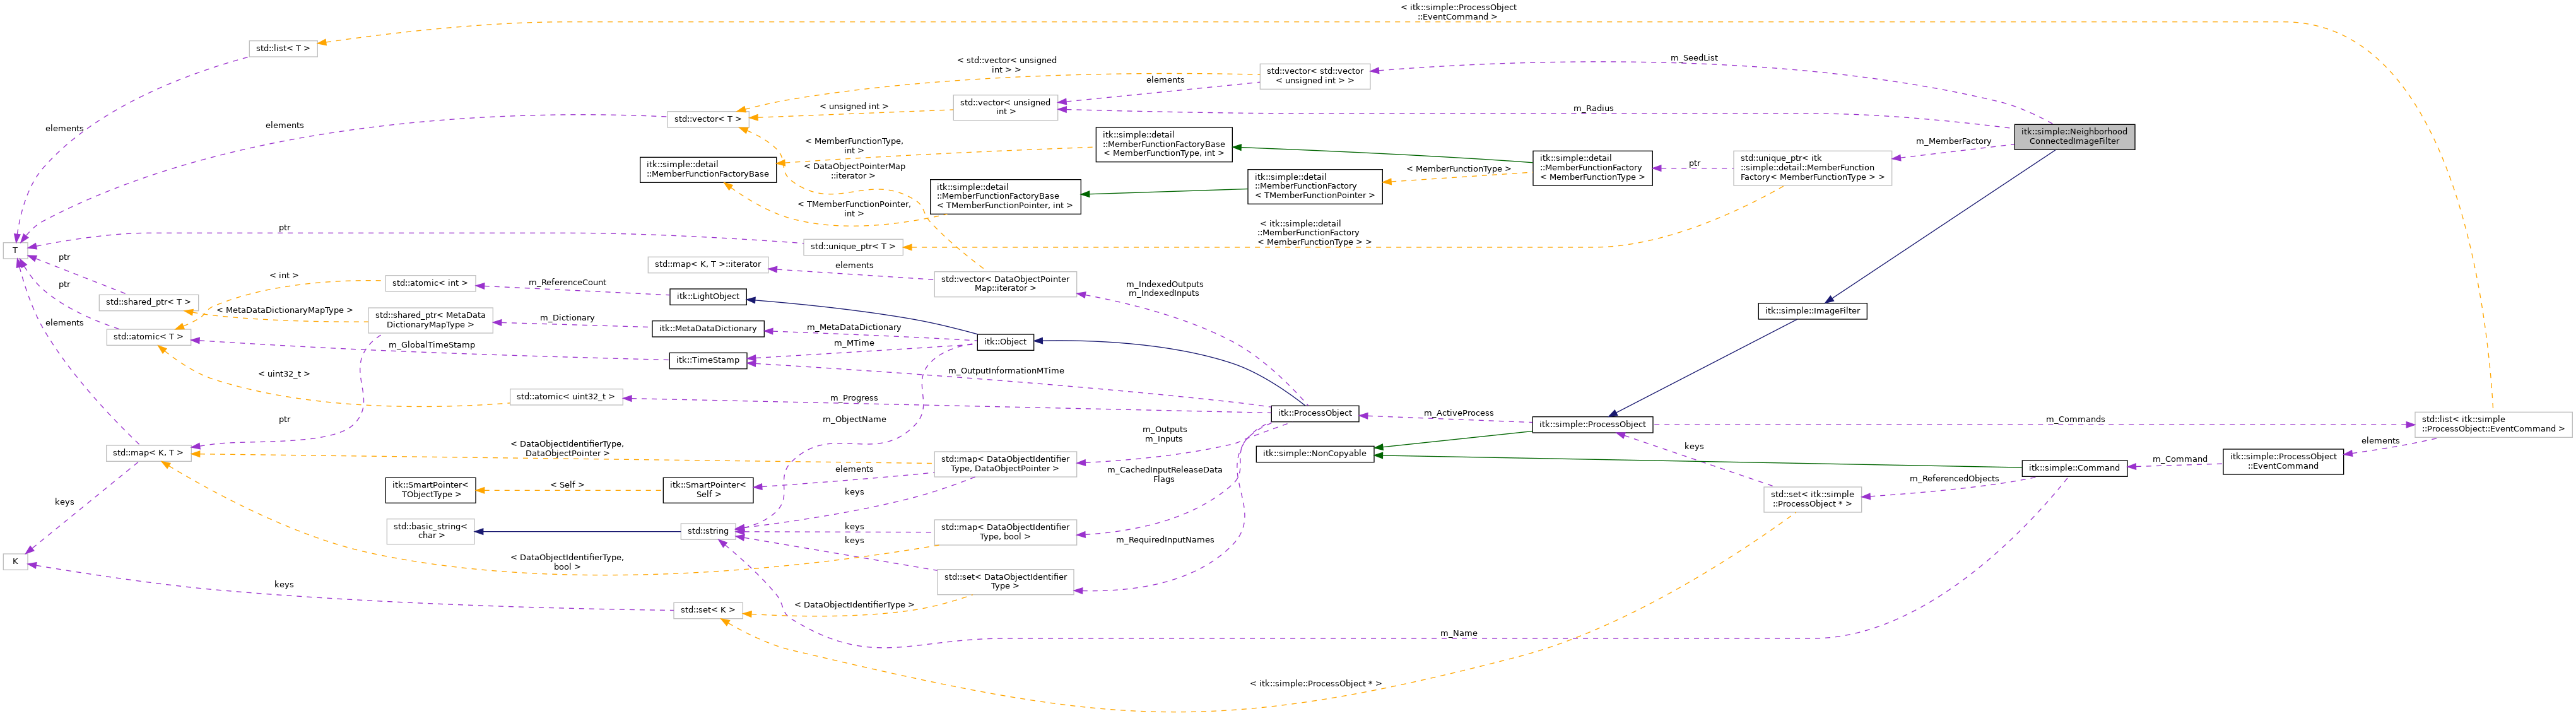 < itk::simple::ProcessObject
::EventCommand >
std::list< T >
m_SeedList
< std::vector< unsigned
int > >
std::vector< std::vector
< unsigned int > >
elements
std::vector< unsigned
int >
< unsigned int >
m_Radius
std::vector< T >
elements
elements
itk::simple::Neighborhood
ConnectedImageFilter
m_MemberFactory
itk::simple::detail
::MemberFunctionFactoryBase
< MemberFunctionType, int >
< MemberFunctionType,
int >
itk::simple::detail
::MemberFunctionFactoryBase
< DataObjectPointerMap
::iterator >
itk::simple::detail
::MemberFunctionFactory
< MemberFunctionType >
ptr
std::unique_ptr< itk
::simple::detail::MemberFunction
Factory< MemberFunctionType > >
< MemberFunctionType >
itk::simple::detail
::MemberFunctionFactory
< TMemberFunctionPointer >
itk::simple::detail
::MemberFunctionFactoryBase
< TMemberFunctionPointer, int >
< TMemberFunctionPointer,
int >
< itk::simple::detail
::MemberFunctionFactory
< MemberFunctionType > >
ptr
std::unique_ptr< T >
T
ptr
std::map< K, T >::iterator
elements
std::vector< DataObjectPointer
Map::iterator >
m_IndexedOutputs
m_IndexedInputs
< int >
std::atomic< int >
m_ReferenceCount
itk::LightObject
ptr
std::shared_ptr< T >
< MetaDataDictionaryMapType >
std::shared_ptr< MetaData
DictionaryMapType >
m_Dictionary
itk::MetaDataDictionary
m_MetaDataDictionary
itk::simple::ImageFilter
elements
std::atomic< T >
m_GlobalTimeStamp
m_MTime
itk::Object
itk::TimeStamp
m_OutputInformationMTime
< uint32_t >
std::atomic< uint32_t >
m_Progress
m_ObjectName
ptr
itk::ProcessObject
m_ActiveProcess
itk::simple::ProcessObject
m_Commands
std::list< itk::simple
::ProcessObject::EventCommand >
elements
m_Outputs
m_Inputs
keys
itk::simple::NonCopyable
std::map< K, T >
< DataObjectIdentifierType,
DataObjectPointer >
std::map< DataObjectIdentifier
Type, DataObjectPointer >
m_CachedInputReleaseData
Flags
itk::simple::Command
m_Command
itk::simple::ProcessObject
::EventCommand
m_ReferencedObjects
elements
itk::SmartPointer<
TObjectType >
< Self >
itk::SmartPointer<
Self >
keys
std::set< itk::simple
::ProcessObject * >
keys
std::basic_string<
char >
std::string
keys
keys
std::map< DataObjectIdentifier
Type, bool >
m_RequiredInputNames
K
< DataObjectIdentifierType,
bool >
std::set< DataObjectIdentifier
Type >
keys
std::set< K >
< DataObjectIdentifierType >
m_Name
< itk::simple::ProcessObject * >